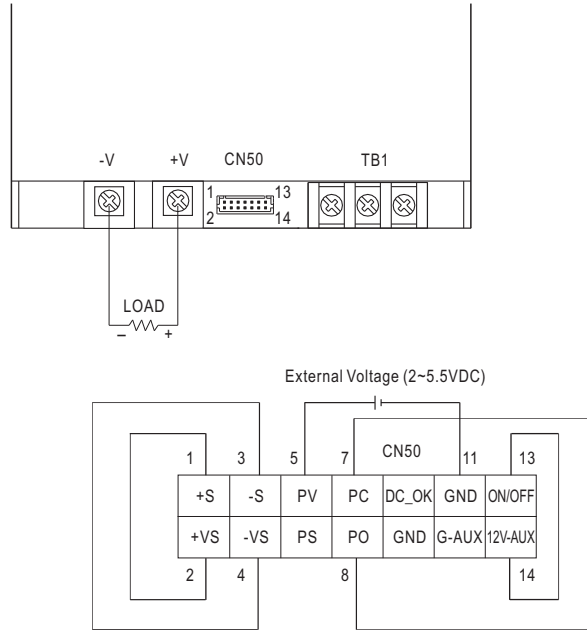 -V +V CN50 TB1
1 13
2 14
LOAD
– +
External Voltage (2~5.5VDC)
1 3 5 7 CN50 11 13
+S -S PV PC DC_OK GND ON/OFF
+VS -VS PS PO GND G-AUX 12V-AUX
2 4 8 14